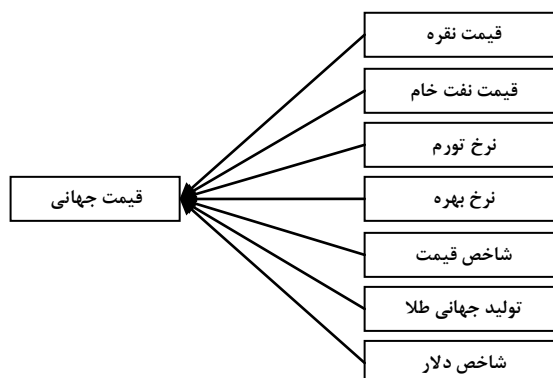 قیمت نقره
قیمت نفت خام
نرخ تورم
قیمت جهانی
نرخ بهره
شاخص قیمت
تولید جهانی طلا
شاخص دلار